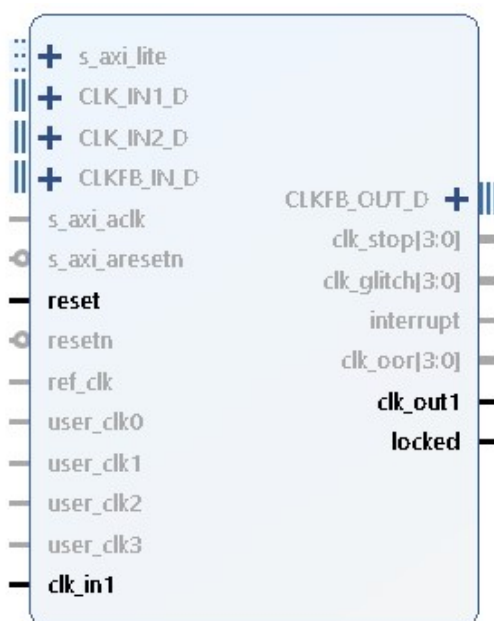 s_axi_lite
CLK_IN1_D
CLK_IN2_D
CLKFB_IN_D
s_axi_aclk
s_axi_aresetn
reset
resetn
ref_clk
user_clk0
user_clk1
user_clk2
user_clk3
clk_in1
CLKFB_OUT_D
clk_stop[3:0]
clk_glitch[3:0]
interrupt
clk_oor[3:0]
clk_out1
locked